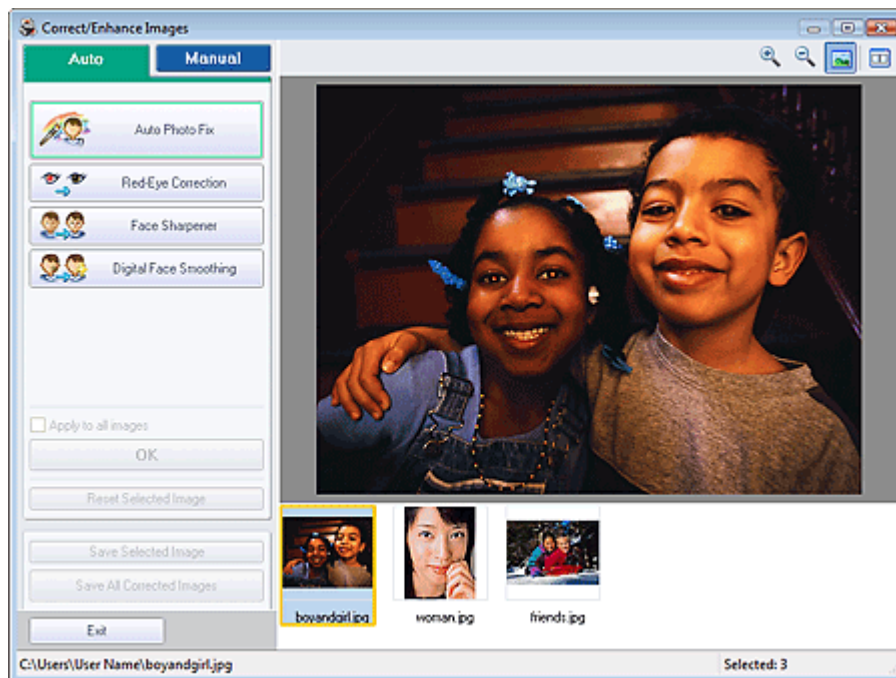 Correct/Enhance Images
Auto
Manual
Auto Photo Fix
Red-Eye Correction
Face Sharpener
Digital Face Smoothing
Apply to all images
OK
Reset Selected Image
Save Selected Image
Save All Corrected Images
Exit
boyandgirl.jpg
woman.jpg
friends.jpg
C:\Users\User Name\boyandgirl.jpg
Selected: 3